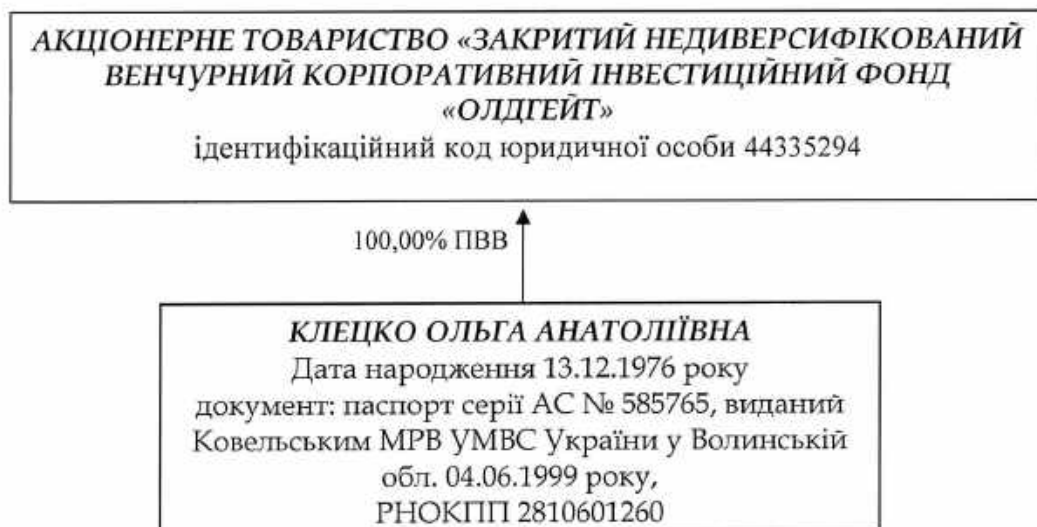 АКЦІОНЕРНЕ ТОВАРИСТВО «ЗАКРИТИЙ НЕДИВЕРСИФІКОВАНИЙ
ВЕНЧУРНИЙ КОРПОРАТИВНИЙ ІНВЕСТИЦІЙНИЙ ФОНД
«ОЛДГЕЙТ»
ідентифікаційний код юридичної особи 44335294
100,00% ПВВ
КЛЕЦКО ОЛЬГА АНАТОЛІЇВНА
Дата народження 13.12.1976 року
документ: паспорт серії АС № 585765, виданий
Ковельським МРВ УМВС України у Волинській
обл. 04.06.1999 року,
РНОКПП 2810601260